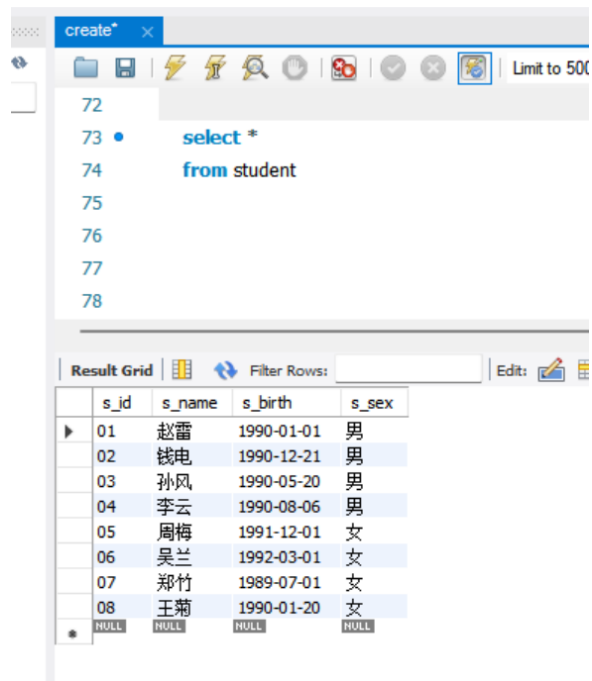 create*
Limit to 500
72
73 select *
74 from student
75
76
77
78
Result Grid Filter Rows: Edit:
s_id s_name s_birth s_sex
01 赵雷 1990-01-01 男
02 钱电 1990-12-21 男
03 孙风 1990-05-20 男
04 李云 1990-08-06 男
05 周梅 1991-12-01 女
06 吴兰 1992-03-01 女
07 郑竹 1989-07-01 女
08 王菊 1990-01-20 女
NULL NULL NULL NULL